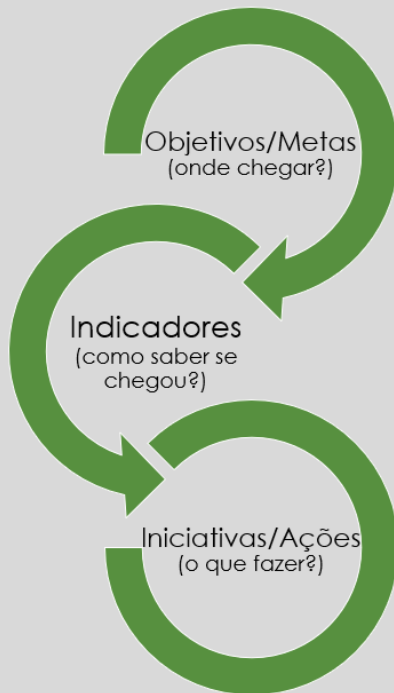 Objetivos/Metas
(onde chegar?)
Indicadores
(como saber se
chegou?)
Iniciativas/Ações
(o que fazer?)